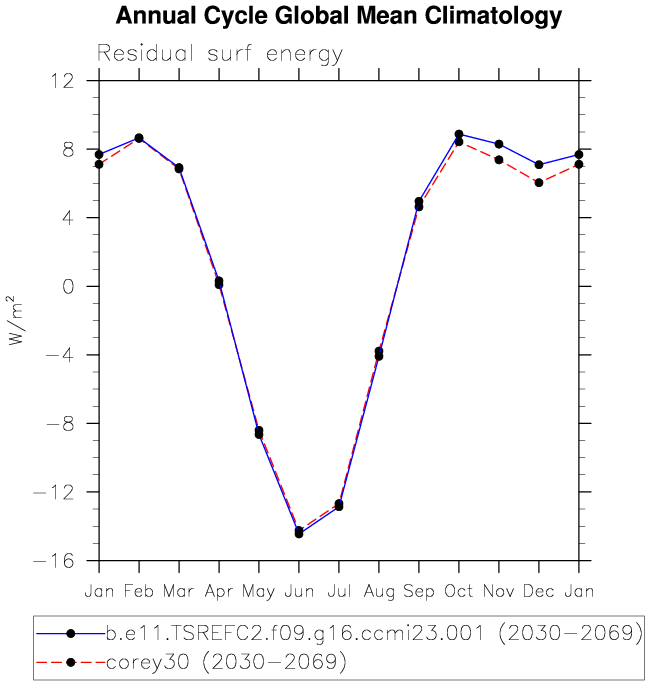 Annual Cycle Global Mean Climatology
Residual surf energy
12
8
4
0
−4
−8
−12
−16
W/m²
Jan Feb Mar Apr May Jun Jul Aug Sep Oct Nov Dec Jan
b.e11.TSREFC2.f09.g16.ccmi23.001 (2030−2069)
corey30 (2030−2069)